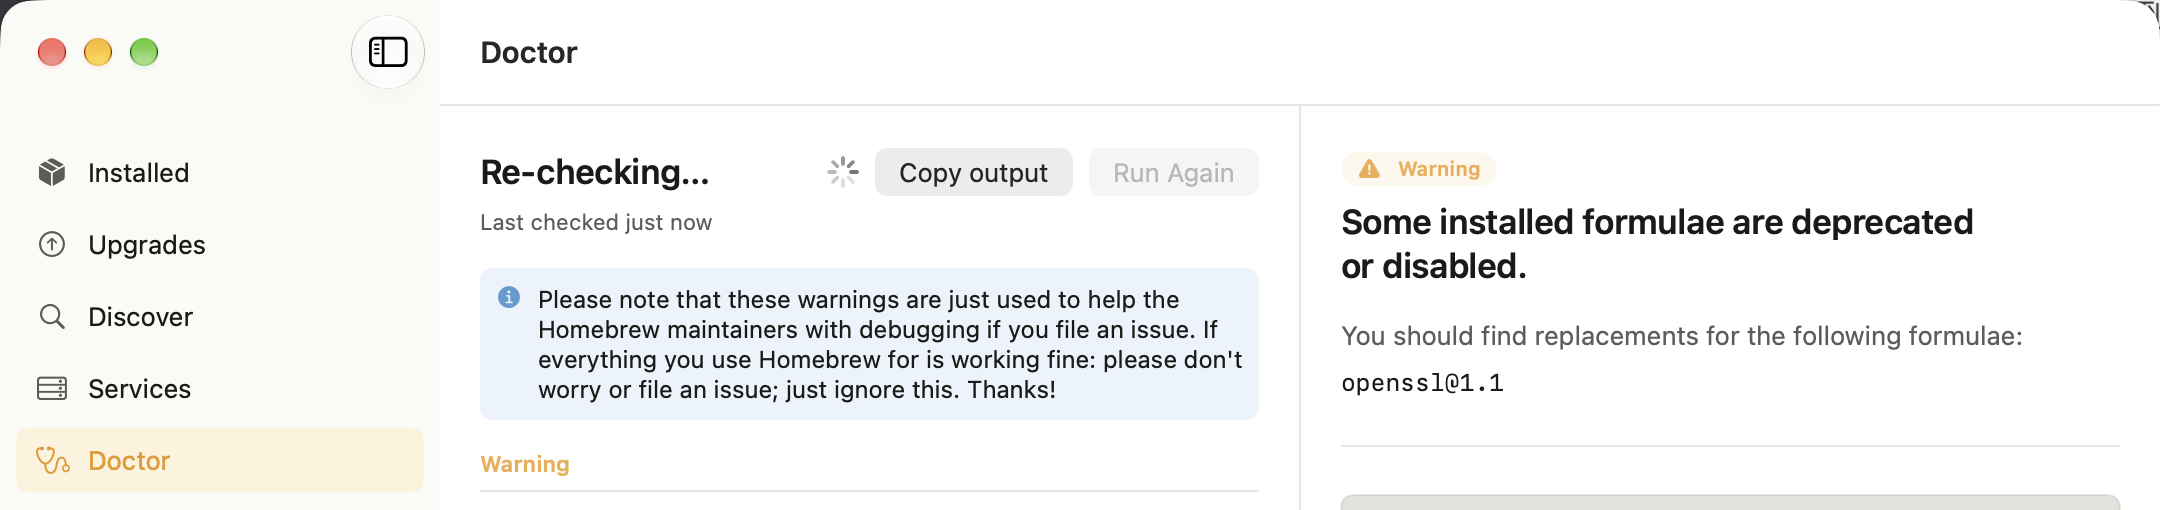 Doctor
Installed
Upgrades
Discover
Services
Doctor
Re-checking...
Copy output
Run Again
Last checked just now
Please note that these warnings are just used to help the
Homebrew maintainers with debugging if you file an issue. If
everything you use Homebrew for is working fine: please don't
worry or file an issue; just ignore this. Thanks!
Warning
Warning
Some installed formulae are deprecated
or disabled.
You should find replacements for the following formulae:
openssl@1.1